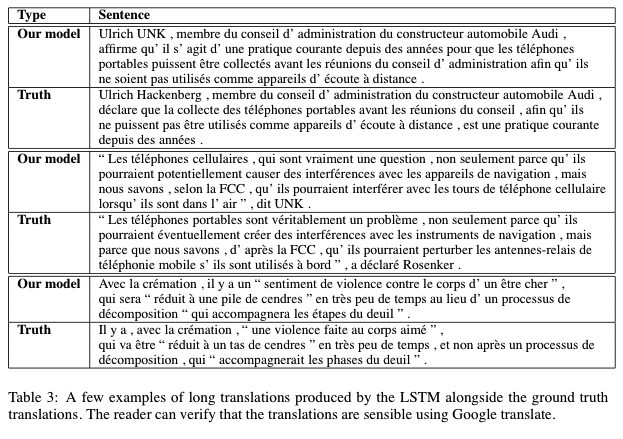 Type Sentence
Our model Ulrich UNK , membre du conseil d’ administration du constructeur automobile Audi ,
affirme qu’ il s’ agit d’ une pratique courante depuis des années pour que les téléphones
portables puissent être collectés avant les réunions du conseil d’ administration afin qu’ ils
ne soient pas utilisés comme appareils d’ écoute à distance .
Truth Ulrich Hackenberg , membre du conseil d’ administration du constructeur automobile Audi ,
déclare que la collecte des téléphones portables avant les réunions du conseil , afin qu’ ils
ne puissent pas être utilisés comme appareils d’ écoute à distance , est une pratique courante
depuis des années .
Our model “ Les téléphones cellulaires , qui sont vraiment une question , non seulement parce qu’ ils
pourraient potentiellement causer des interférences avec les appareils de navigation , mais
nous savons , selon la FCC , qu’ ils pourraient interférer avec les tours de téléphone cellulaire
lorsqu’ ils sont dans l’ air ” , dit UNK .
Truth “ Les téléphones portables sont véritablement un problème , non seulement parce qu’ ils
pourraient éventuellement créer des interférences avec les instruments de navigation , mais
parce que nous savons , d’ après la FCC , qu’ ils pourraient perturber les antennes-relais de
téléphonie mobile s’ ils sont utilisés à bord ” , a déclaré Rosenker .
Our model Avec la crémation , il y a un “ sentiment de violence contre le corps d’ un être cher ” ,
qui sera “ réduit à une pile de cendres ” en très peu de temps au lieu d’ un processus de
décomposition “ qui accompagnera les étapes du deuil ” .
Truth Il y a , avec la crémation , “ une violence faite au corps aimé ” ,
qui va être “ réduit à un tas de cendres ” en très peu de temps , et non après un processus de
décomposition , qui “ accompagnerait les phases du deuil ” .
Table 3: A few examples of long translations produced by the LSTM alongside the ground truth
translations. The reader can verify that the translations are sensible using Google translate.